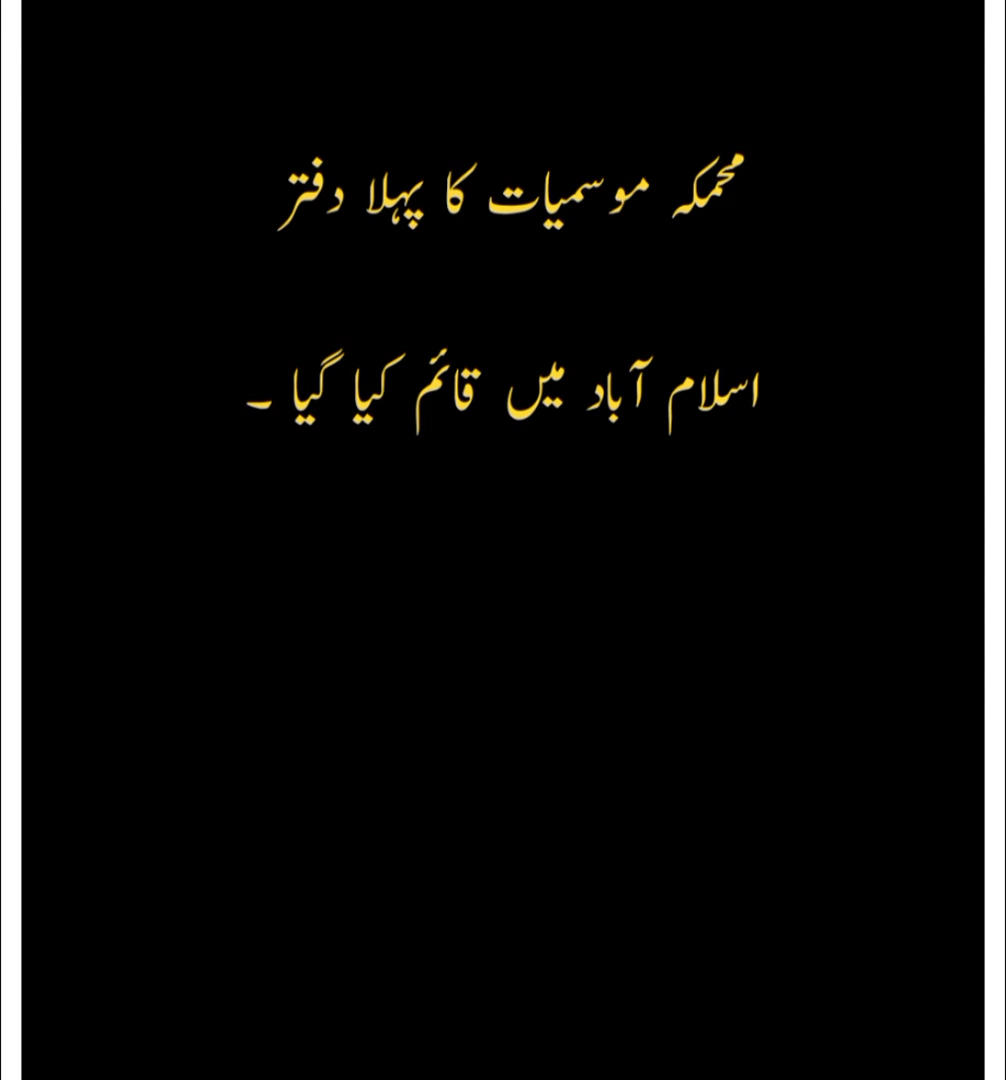 محمکہ موسمیات کا پہلا دفتر
اسلام آباد میں قائم کیا گیا ۔